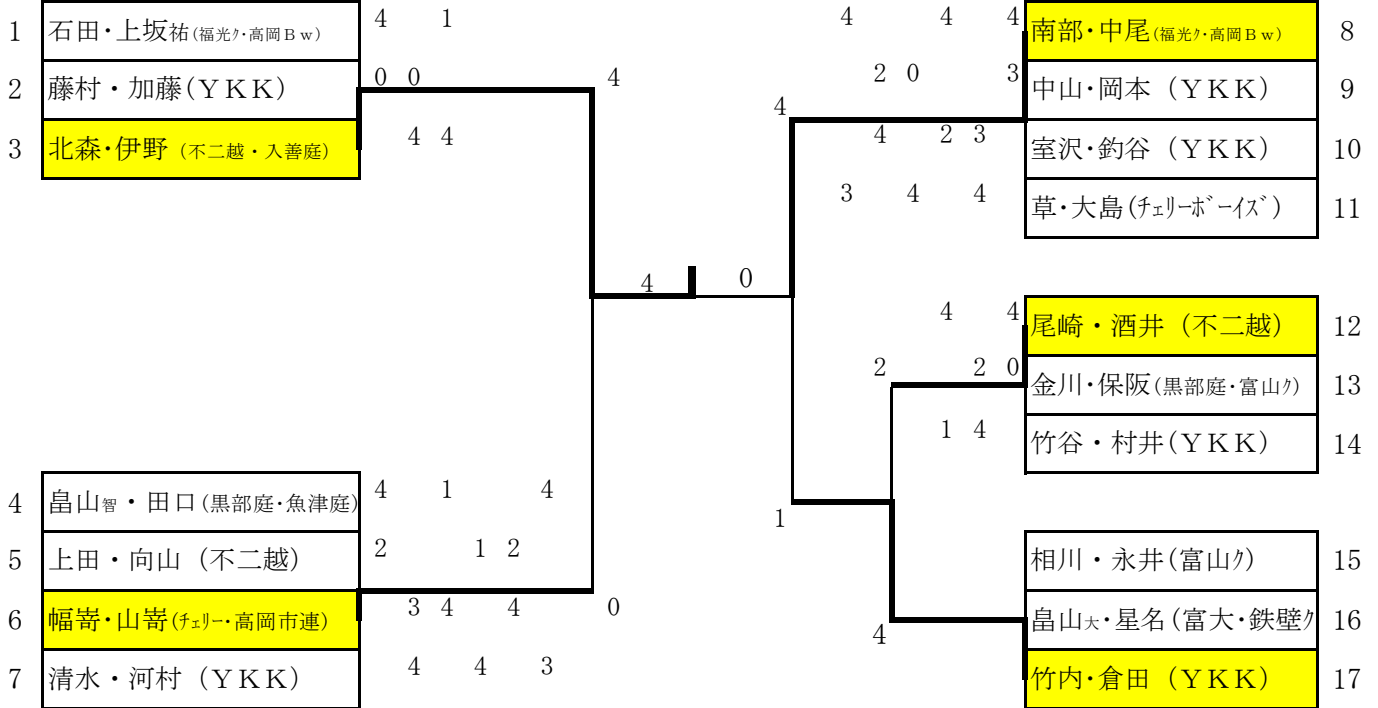 4 1
1 石田・上坂祐(福光ｸ・高岡Ｂｗ)
0 0
2 藤村・加藤(ＹＫＫ)
4
4 4
3 北森・伊野 (不二越・入善庭)
4 4 4
南部・中尾(福光ｸ・高岡Ｂｗ) 8
2 0 3
中山・岡本 (ＹＫＫ) 9
4
4 2 3
室沢・釣谷 (ＹＫＫ) 10
3 4 4
草・大島(ﾁｪﾘｰﾎﾞｰｲｽﾞ) 11
4 0
4 4
尾崎・酒井 (不二越) 12
2 2 0
金川・保阪(黒部庭・富山ｸ) 13
1 4
竹谷・村井(ＹＫＫ) 14
4 1 4
4 畠山智・田口(黒部庭・魚津庭)
2 1 2
5 上田・向山 (不二越)
3 4 4 0
6 幅嵜・山嵜(ﾁｪﾘｰ・高岡市連)
4 4 3
7 清水・河村 (ＹＫＫ)
1
相川・永井(富山ｸ) 15
4
畠山大・星名(富大・鉄壁ｸ 16
竹内・倉田 (ＹＫＫ) 17